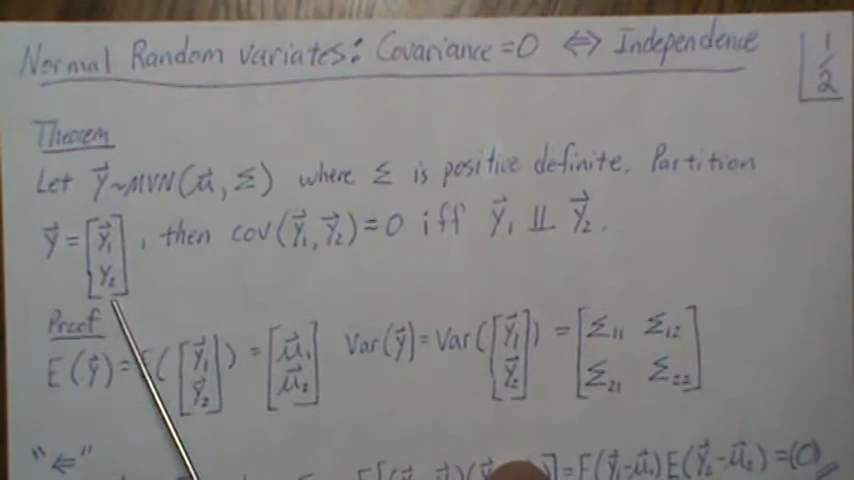 Normal Random variates: Covariance = 0 ⇔ Independence
1/2
Theorem
Let Y⃗ ~ MVN(μ⃗, Σ) where Σ is positive definite. Partition
Y⃗ = [Y⃗₁ Y₂], then cov(Y⃗₁, Y⃗₂) = 0 iff Y⃗₁ ⫫ Y⃗₂.
Proof
E(Y⃗) = E([Y⃗₁ Y⃗₂]) = [μ⃗₁ μ⃗₂] Var(Y⃗) = Var([Y⃗₁ Y⃗₂]) = [Σ₁₁ Σ₁₂ Σ₂₁ Σ₂₂]
"⇐" = E(Y⃗₁-μ⃗₁)E(Y⃗₂-μ⃗₂) = (0)